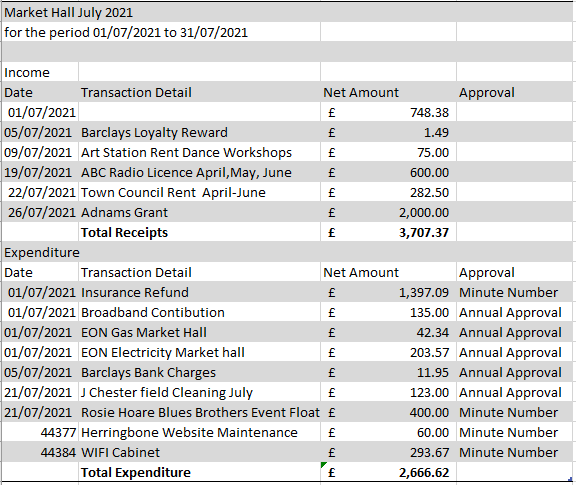 Market Hall July 2021
for the period 01/07/2021 to 31/07/2021
Income
Date Transaction Detail Net Amount Approval
01/07/2021 £ 748.38
05/07/2021 Barclays Loyalty Reward £ 1.49
09/07/2021 Art Station Rent Dance Workshops £ 75.00
19/07/2021 ABC Radio Licence April,May, June £ 600.00
22/07/2021 Town Council Rent April-June £ 282.50
26/07/2021 Adnams Grant £ 2,000.00
Total Receipts £ 3,707.37
Expenditure
Date Transaction Detail Net Amount Approval
01/07/2021 Insurance Refund £ 1,397.09 Minute Number
01/07/2021 Broadband Contibution £ 135.00 Annual Approval
01/07/2021 EON Gas Market Hall £ 42.34 Annual Approval
01/07/2021 EON Electricity Market hall £ 203.57 Annual Approval
05/07/2021 Barclays Bank Charges £ 11.95 Annual Approval
21/07/2021 J Chester field Cleaning July £ 123.00 Annual Approval
21/07/2021 Rosie Hoare Blues Brothers Event Float £ 400.00 Minute Number
44377 Herringbone Website Maintenance £ 60.00 Minute Number
44384 WIFI Cabinet £ 293.67 Minute Number
Total Expenditure £ 2,666.62